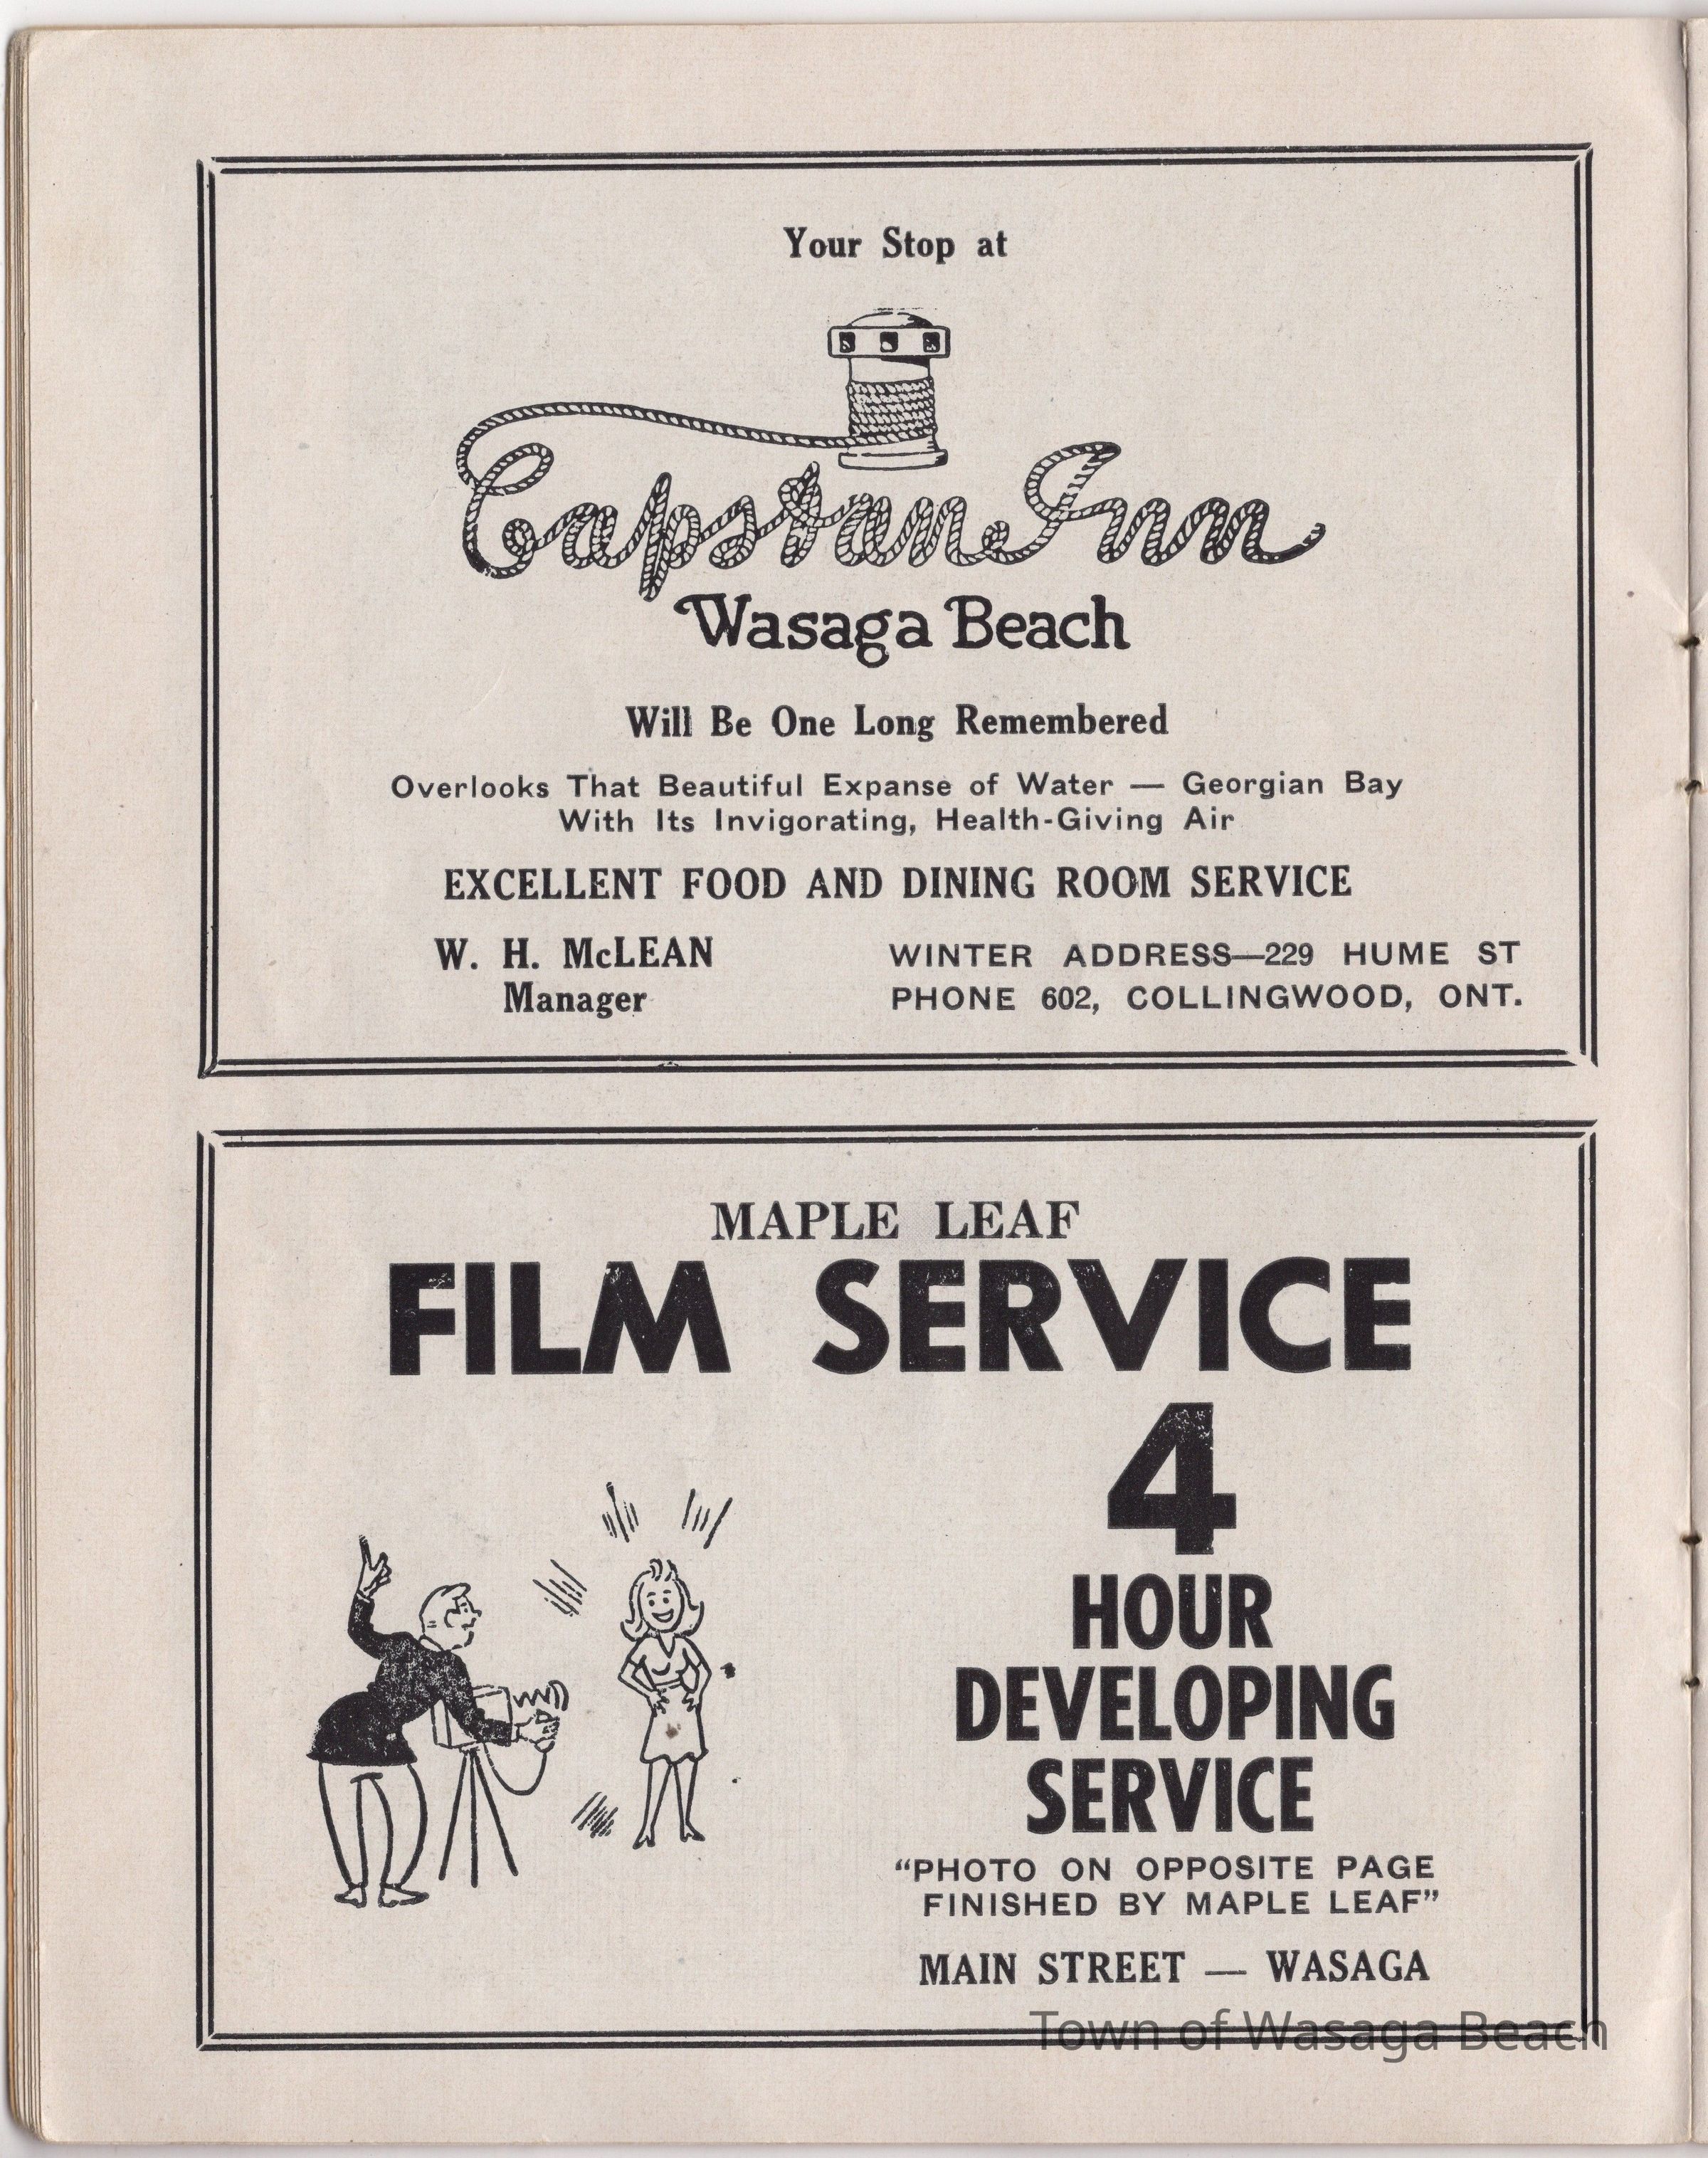 Your Stop at
Capstan Inn
Wasaga Beach
Will Be One Long Remembered
Overlooks That Beautiful Expanse of Water — Georgian Bay
With Its Invigorating, Health-Giving Air
EXCELLENT FOOD AND DINING ROOM SERVICE
W. H. McLEAN
Manager
WINTER ADDRESS—229 HUME ST
PHONE 602, COLLINGWOOD, ONT.
MAPLE LEAF
FILM SERVICE
4
HOUR
DEVELOPING
SERVICE
“PHOTO ON OPPOSITE PAGE
FINISHED BY MAPLE LEAF”
MAIN STREET — WASAGA
Town of Wasaga Beach